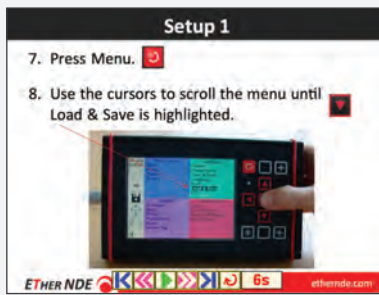 Setup 1
7. Press Menu.
8. Use the cursors to scroll the menu until
Load & Save is highlighted.
ETHER NDE
6s
ethernde.com